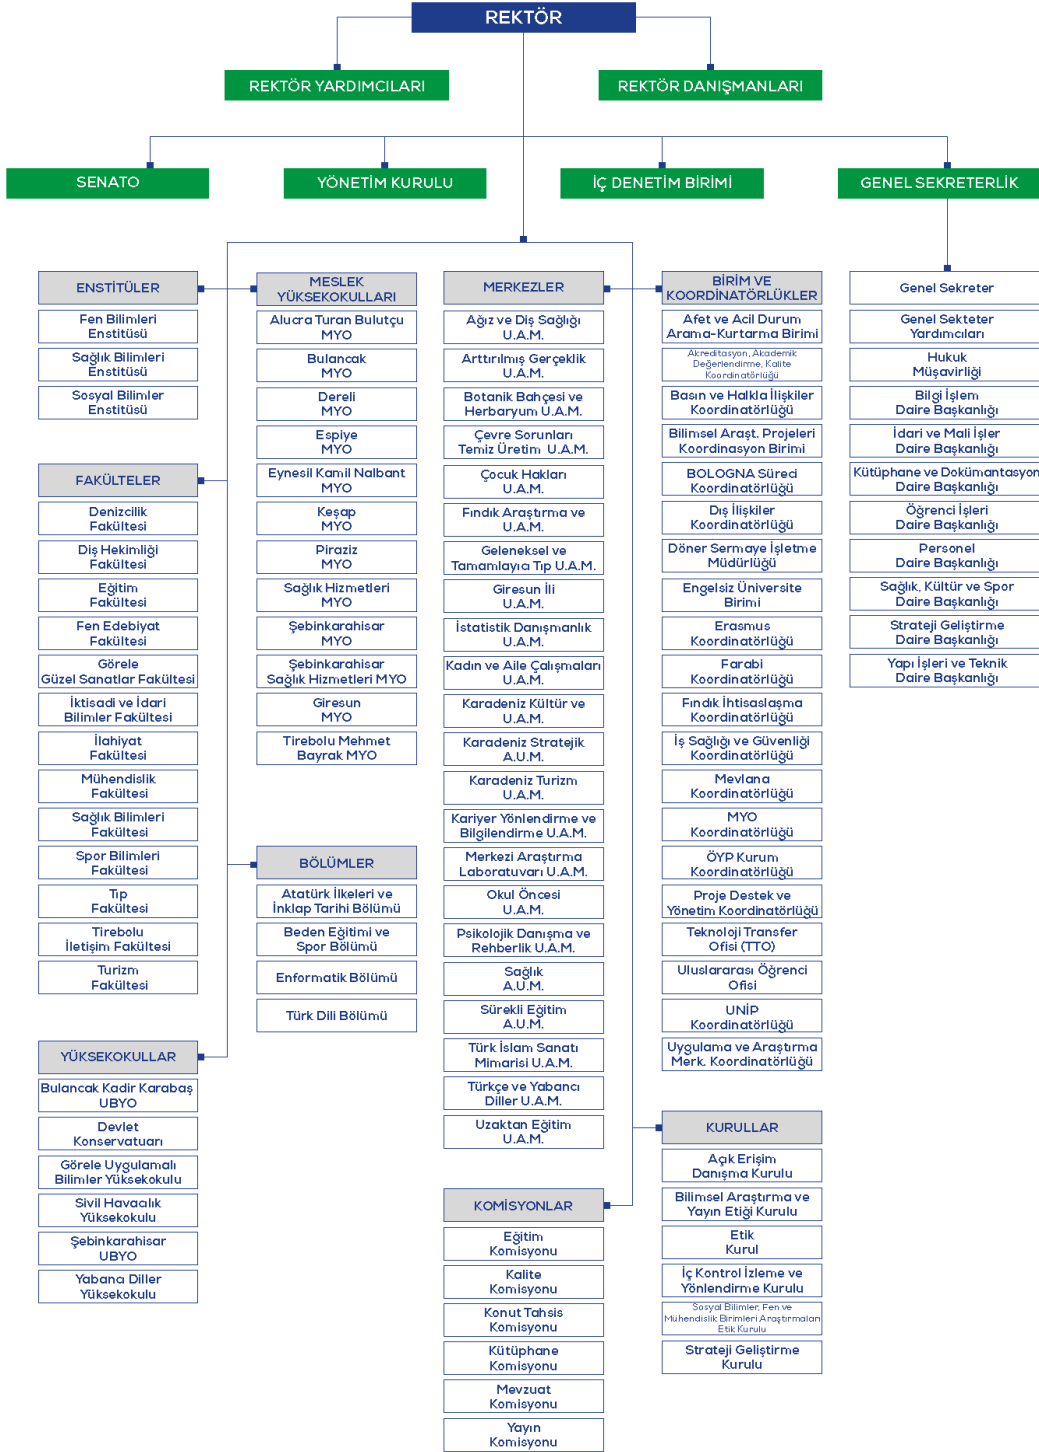 REKTÖR
REKTÖR YARDIMCILARI
REKTÖR DANIŞMANLARI
SENATO
YÖNETİM KURULU
İÇ DENETİM BİRİMİ
GENEL SEKRETERLİK
ENSTİTÜLER
Fen Bilimleri
Enstitüsü
Sağlık Bilimleri
Enstitüsü
Sosyal Bilimler
Enstitüsü
FAKÜLTELER
Denizcilik
Fakültesi
Diş Hekimliği
Fakültesi
Eğitim
Fakültesi
Fen Edebiyat
Fakültesi
Görele
Güzel Sanatlar Fakültesi
İktisadi ve İdari
Bilimler Fakültesi
İlahiyat
Fakültesi
Mühendislik
Fakültesi
Sağlık Bilimleri
Fakültesi
Spor Bilimleri
Fakültesi
Tıp
Fakültesi
Tirebolu
İletişim Fakültesi
Turizm
Fakültesi
YÜKSEKOKULLAR
Bulancak Kadir Karabaş
UBYO
Devlet
Konservatuarı
Görele Uygulamalı
Bilimler Yüksekokulu
Sivil Havacılık
Yüksekokulu
Şebinkarahisar
UBYO
Yabancı Diller
Yüksekokulu
MESLEK
YÜKSEKOKULLARI
Alucra Turan Bulutçu
MYO
Bulancak
MYO
Dereli
MYO
Espiye
MYO
Eynesil Kamil Nalbant
MYO
Keşap
MYO
Piraziz
MYO
Sağlık Hizmetleri
MYO
Şebinkarahisar
MYO
Şebinkarahisar
Sağlık Hizmetleri MYO
Giresun
MYO
Tirebolu Mehmet
Bayrak MYO
BÖLÜMLER
Atatürk İlkeleri ve
İnklap Tarihi Bölümü
Beden Eğitimi ve
Spor Bölümü
Enformatik Bölümü
Türk Dili Bölümü
MERKEZLER
Ağız ve Diş Sağlığı
U.A.M.
Arttırılmış Gerçeklik
U.A.M.
Botanik Bahçesi ve
Herbaryum U.A.M.
Çevre Sorunları
Temiz Üretim U.A.M.
Çocuk Hakları
U.A.M.
Fındık Araştırma ve
U.A.M.
Geleneksel ve
Tamamlayıcı Tıp U.A.M.
Giresun İli
U.A.M.
İstatistik Danışmanlık
U.A.M.
Kadın ve Aile Çalışmaları
U.A.M.
Karadeniz Kültür ve
U.A.M.
Karadeniz Stratejik
A.U.M.
Karadeniz Turizm
U.A.M.
Kariyer Yönlendirme ve
Bilgilendirme U.A.M.
Merkezi Araştırma
Laboratuvarı U.A.M.
Okul Öncesi
U.A.M.
Psikolojik Danışma ve
Rehberlik U.A.M.
Sağlık
A.U.M.
Sürekli Eğitim
A.U.M.
Türk İslam Sanatı
Mimarisi U.A.M.
Türkçe ve Yabancı
Diller U.A.M.
Uzaktan Eğitim
U.A.M.
KOMİSYONLAR
Eğitim
Komisyonu
Kalite
Komisyonu
Konut Tahsis
Komisyonu
Kütüphane
Komisyonu
Mevzuat
Komisyonu
Yayın
Komisyonu
BİRİM VE
KOORDİNATÖRLÜKLER
Afet ve Acil Durum
Arama-Kurtarma Birimi
Akreditasyon, Akademik
Değerlendirme, Kalite
Koordinatörlüğü
Basın ve Halkla İlişkiler
Koordinatörlüğü
Bilimsel Araşt. Projeleri
Koordinasyon Birimi
BOLOGNA Süreci
Koordinatörlüğü
Dış İlişkiler
Koordinatörlüğü
Döner Sermaye İşletme
Müdürlüğü
Engelsiz Üniversite
Birimi
Erasmus
Koordinatörlüğü
Farabi
Koordinatörlüğü
Fındık İhtisaslaşma
Koordinatörlüğü
İş Sağlığı ve Güvenliği
Koordinatörlüğü
Mevlana
Koordinatörlüğü
MYO
Koordinatörlüğü
ÖYP Kurum
Koordinatörlüğü
Proje Destek ve
Yönetim Koordinatörlüğü
Teknoloji Transfer
Ofisi (TTO)
Uluslararası Öğrenci
Ofisi
UNİP
Koordinatörlüğü
Uygulama ve Araştırma
Merk. Koordinatörlüğü
KURULLAR
Açık Erişim
Danışma Kurulu
Bilimsel Araştırma ve
Yayın Etiği Kurulu
Etik
Kurul
İç Kontrol İzleme ve
Yönlendirme Kurulu
Sosyal Bilimler, Fen ve
Mühendislik Birimleri Araştırmaları
Etik Kurulu
Strateji Geliştirme
Kurulu
Genel Sekreter
Genel Sekteter
Yardımcıları
Hukuk
Müşavirliği
Bilgi İşlem
Daire Başkanlığı
İdari ve Mali İşler
Daire Başkanlığı
Kütüphane ve Dokümantasyon
Daire Başkanlığı
Öğrenci İşleri
Daire Başkanlığı
Personel
Daire Başkanlığı
Sağlık, Kültür ve Spor
Daire Başkanlığı
Strateji Geliştirme
Daire Başkanlığı
Yapı İşleri ve Teknik
Daire Başkanlığı